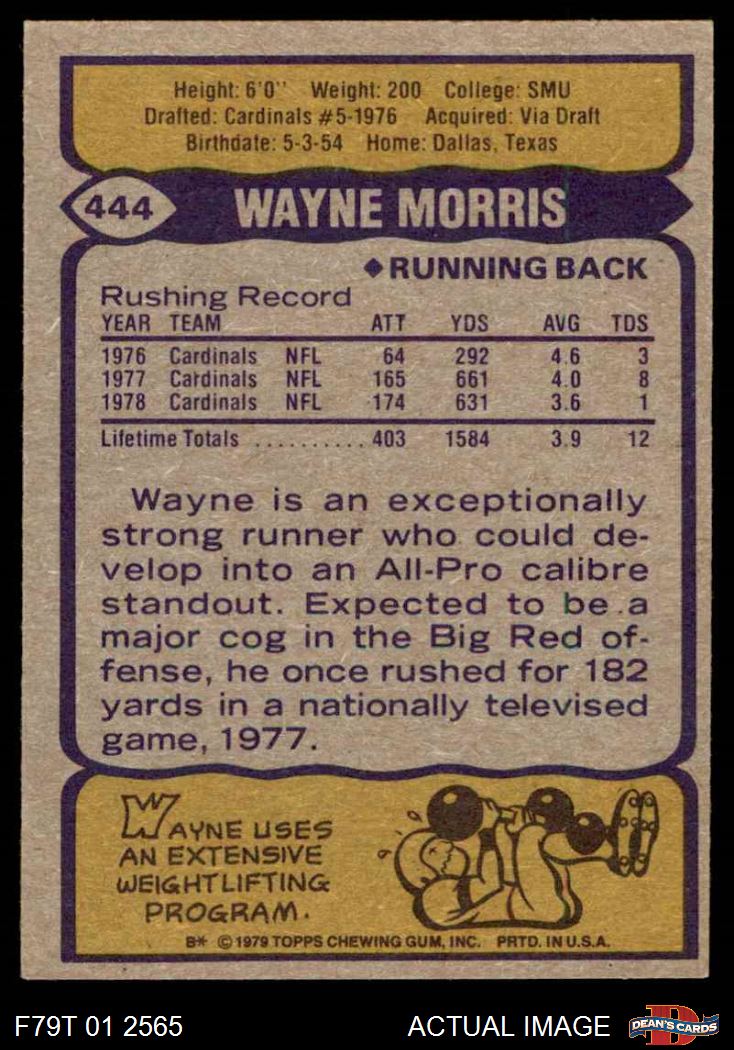 Height: 6'0'' Weight: 200 College: SMU
Drafted: Cardinals #5-1976 Acquired: Via Draft
Birthdate: 5-3-54 Home: Dallas, Texas
444 WAYNE MORRIS
♦RUNNING BACK
Rushing Record
YEAR TEAM ATT YDS AVG TDS
1976 Cardinals NFL 64 292 4.6 3
1977 Cardinals NFL 165 661 4.0 8
1978 Cardinals NFL 174 631 3.6 1
Lifetime Totals .......... 403 1584 3.9 12
Wayne is an exceptionally
strong runner who could de-
velop into an All-Pro calibre
standout. Expected to be a
major cog in the Big Red of-
fense, he once rushed for 182
yards in a nationally televised
game, 1977.
WAYNE USES
AN EXTENSIVE
WEIGHTLIFTING
PROGRAM.
B* © 1979 TOPPS CHEWING GUM, INC. PRTD. IN U.S.A.
F79T 01 2565 ACTUAL IMAGE DEAN'S CARDS